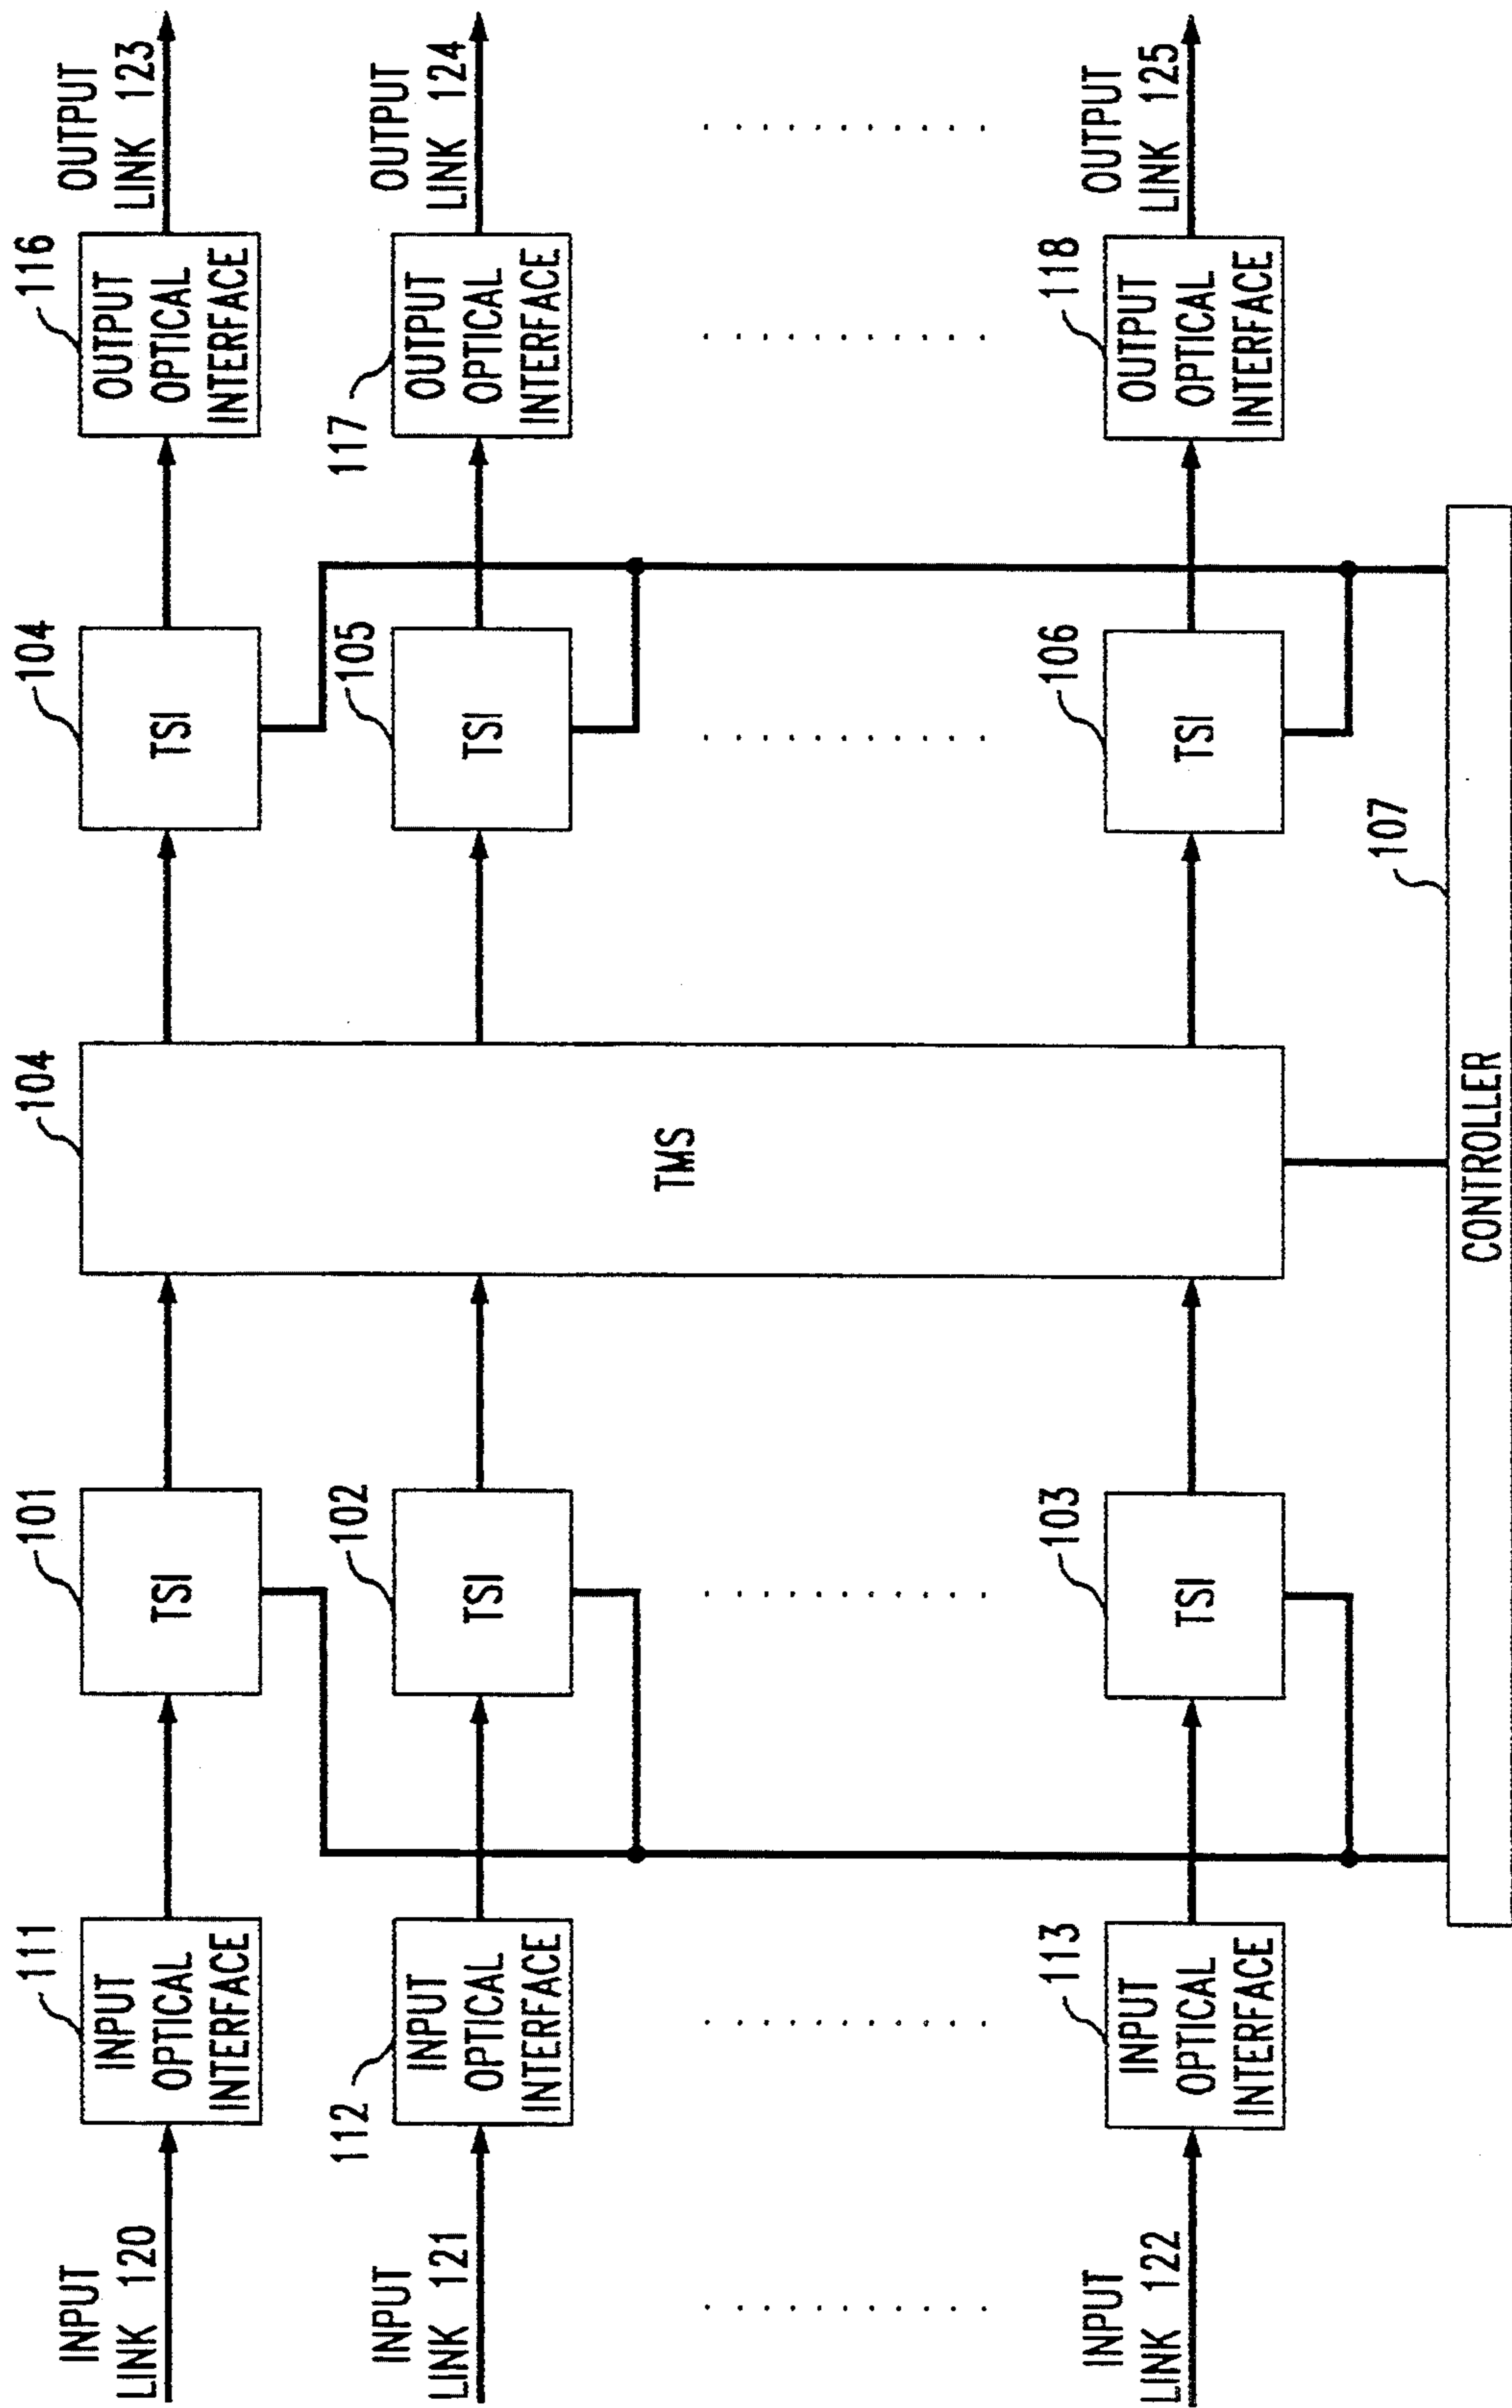 INPUT
LINK 120
111
INPUT
OPTICAL
INTERFACE
101
TSI
104
TMS
104
TSI
116
OUTPUT
OPTICAL
INTERFACE
OUTPUT
LINK 123
INPUT
LINK 121
112
INPUT
OPTICAL
INTERFACE
102
TSI
105
TSI
117
OUTPUT
OPTICAL
INTERFACE
OUTPUT
LINK 124
INPUT
LINK 122
113
INPUT
OPTICAL
INTERFACE
103
TSI
106
TSI
118
OUTPUT
OPTICAL
INTERFACE
OUTPUT
LINK 125
107
CONTROLLER